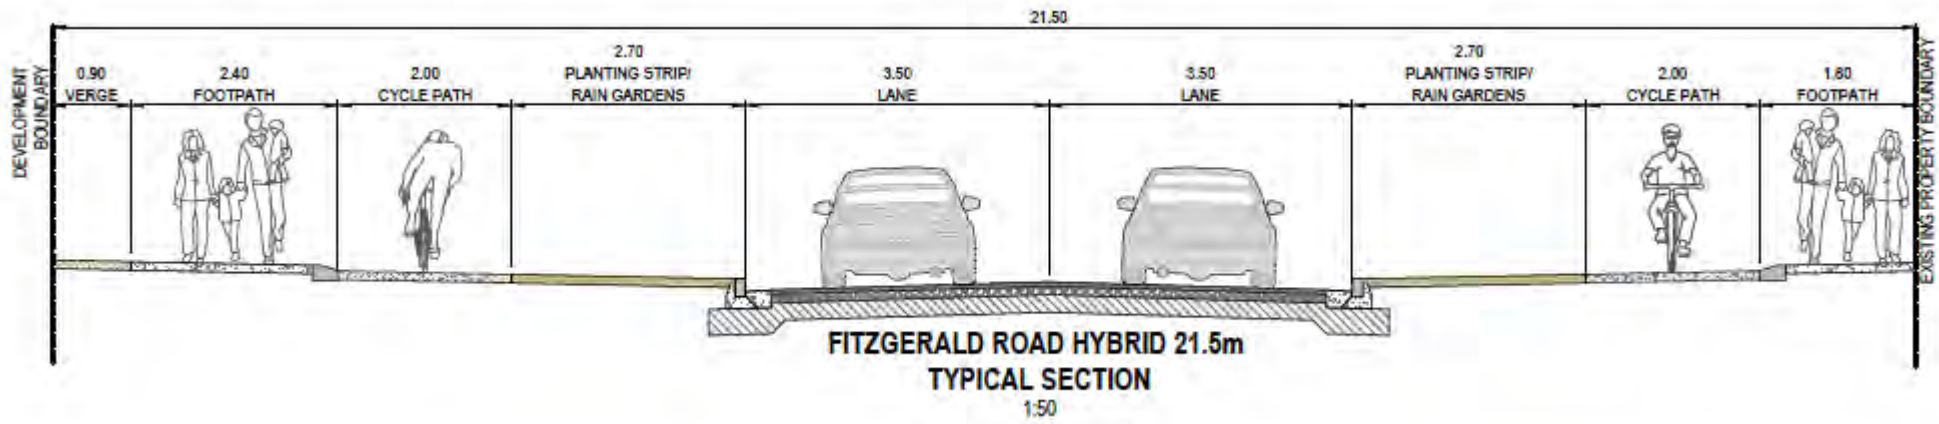 21.50
DEVELOPMENT
BOUNDARY
0.90
VERGE
2.40
FOOTPATH
2.00
CYCLE PATH
2.70
PLANTING STRIP/
RAIN GARDENS
3.50
LANE
3.50
LANE
2.70
PLANTING STRIP/
RAIN GARDENS
2.00
CYCLE PATH
1.80
FOOTPATH
EXISTING PROPERTY BOUNDARY
FITZGERALD ROAD HYBRID 21.5m
TYPICAL SECTION
1:50